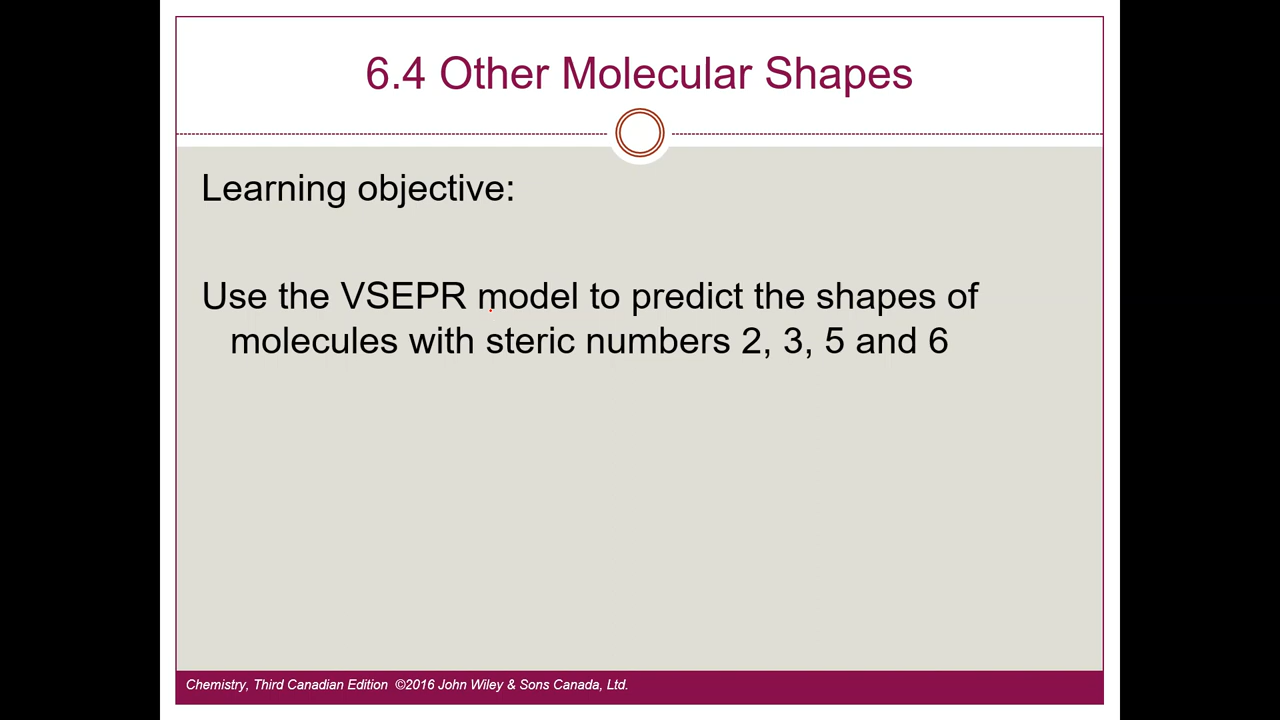 6.4 Other Molecular Shapes
Learning objective:
Use the VSEPR model to predict the shapes of
molecules with steric numbers 2, 3, 5 and 6
Chemistry, Third Canadian Edition ©2016 John Wiley & Sons Canada, Ltd.